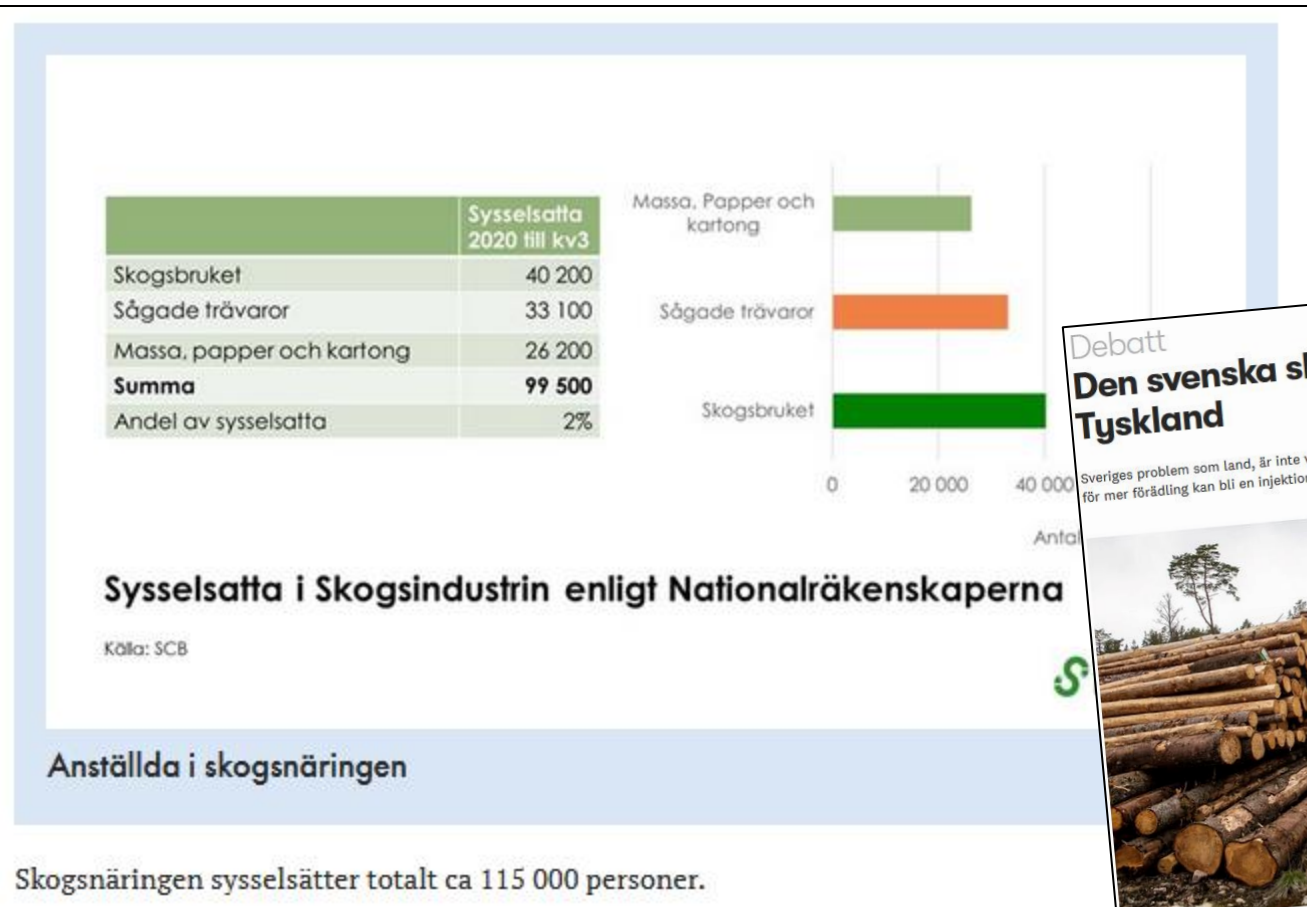 Sysselsatta
2020 till kv3
Skogsbruket 40 200
Sågade trävaror 33 100
Massa, papper och kartong 26 200
Summa 99 500
Andel av sysselsatta 2%
Massa, Papper och
kartong
Sågade trävaror
Skogsbruket
0 20 000 40 000
Antal
Sysselsatta i Skogsindustrin enligt Nationalräkenskaperna
Källa: SCB
Anställda i skogsnäringen
Skogsnäringen sysselsätter totalt ca 115 000 personer.
Debatt
Den svenska
Tyskland
Sveriges problem som land, är inte
för mer förädling kan bli en injektion